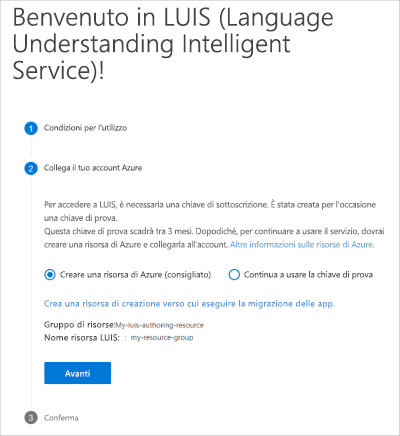 Benvenuto in LUIS (Language
Understanding Intelligent
Service)!
1 Condizioni per l'utilizzo
2 Collega il tuo account Azure
Per accedere a LUIS, è necessaria una chiave di sottoscrizione. È stata creata per l'occasione
una chiave di prova.
Questa chiave di prova scadrà tra 3 mesi. Dopodiché, per continuare a usare il servizio, dovrai
creare una risorsa di Azure e collegarla all'account. Altre informazioni sulle risorse di Azure.
Creare una risorsa di Azure (consigliato) Continua a usare la chiave di prova
Crea una risorsa di creazione verso cui eseguire la migrazione delle app.
Gruppo di risorse:My-luis-authoring-resource
Nome risorsa LUIS: : my-resource-group
Avanti
3 Conferma